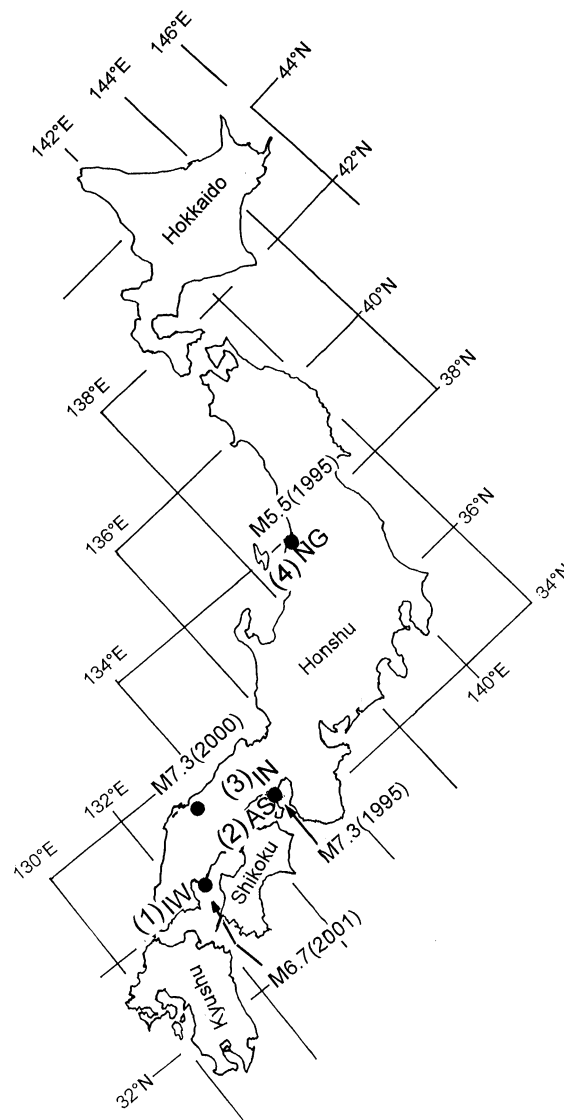 146°E
144°E
44°N
142°E
42°N
Hokkaido
40°N
138°E
38°N
M5.5(1995)
136°E
36°N
(4) NG
34°N
Honshu
134°E
140°E
M7.3(2000)
(3) IN
132°E
(2) AS
M7.3(1995)
130°E
Shikoku
(1) IW
M6.7(2001)
Kyushu
32°N